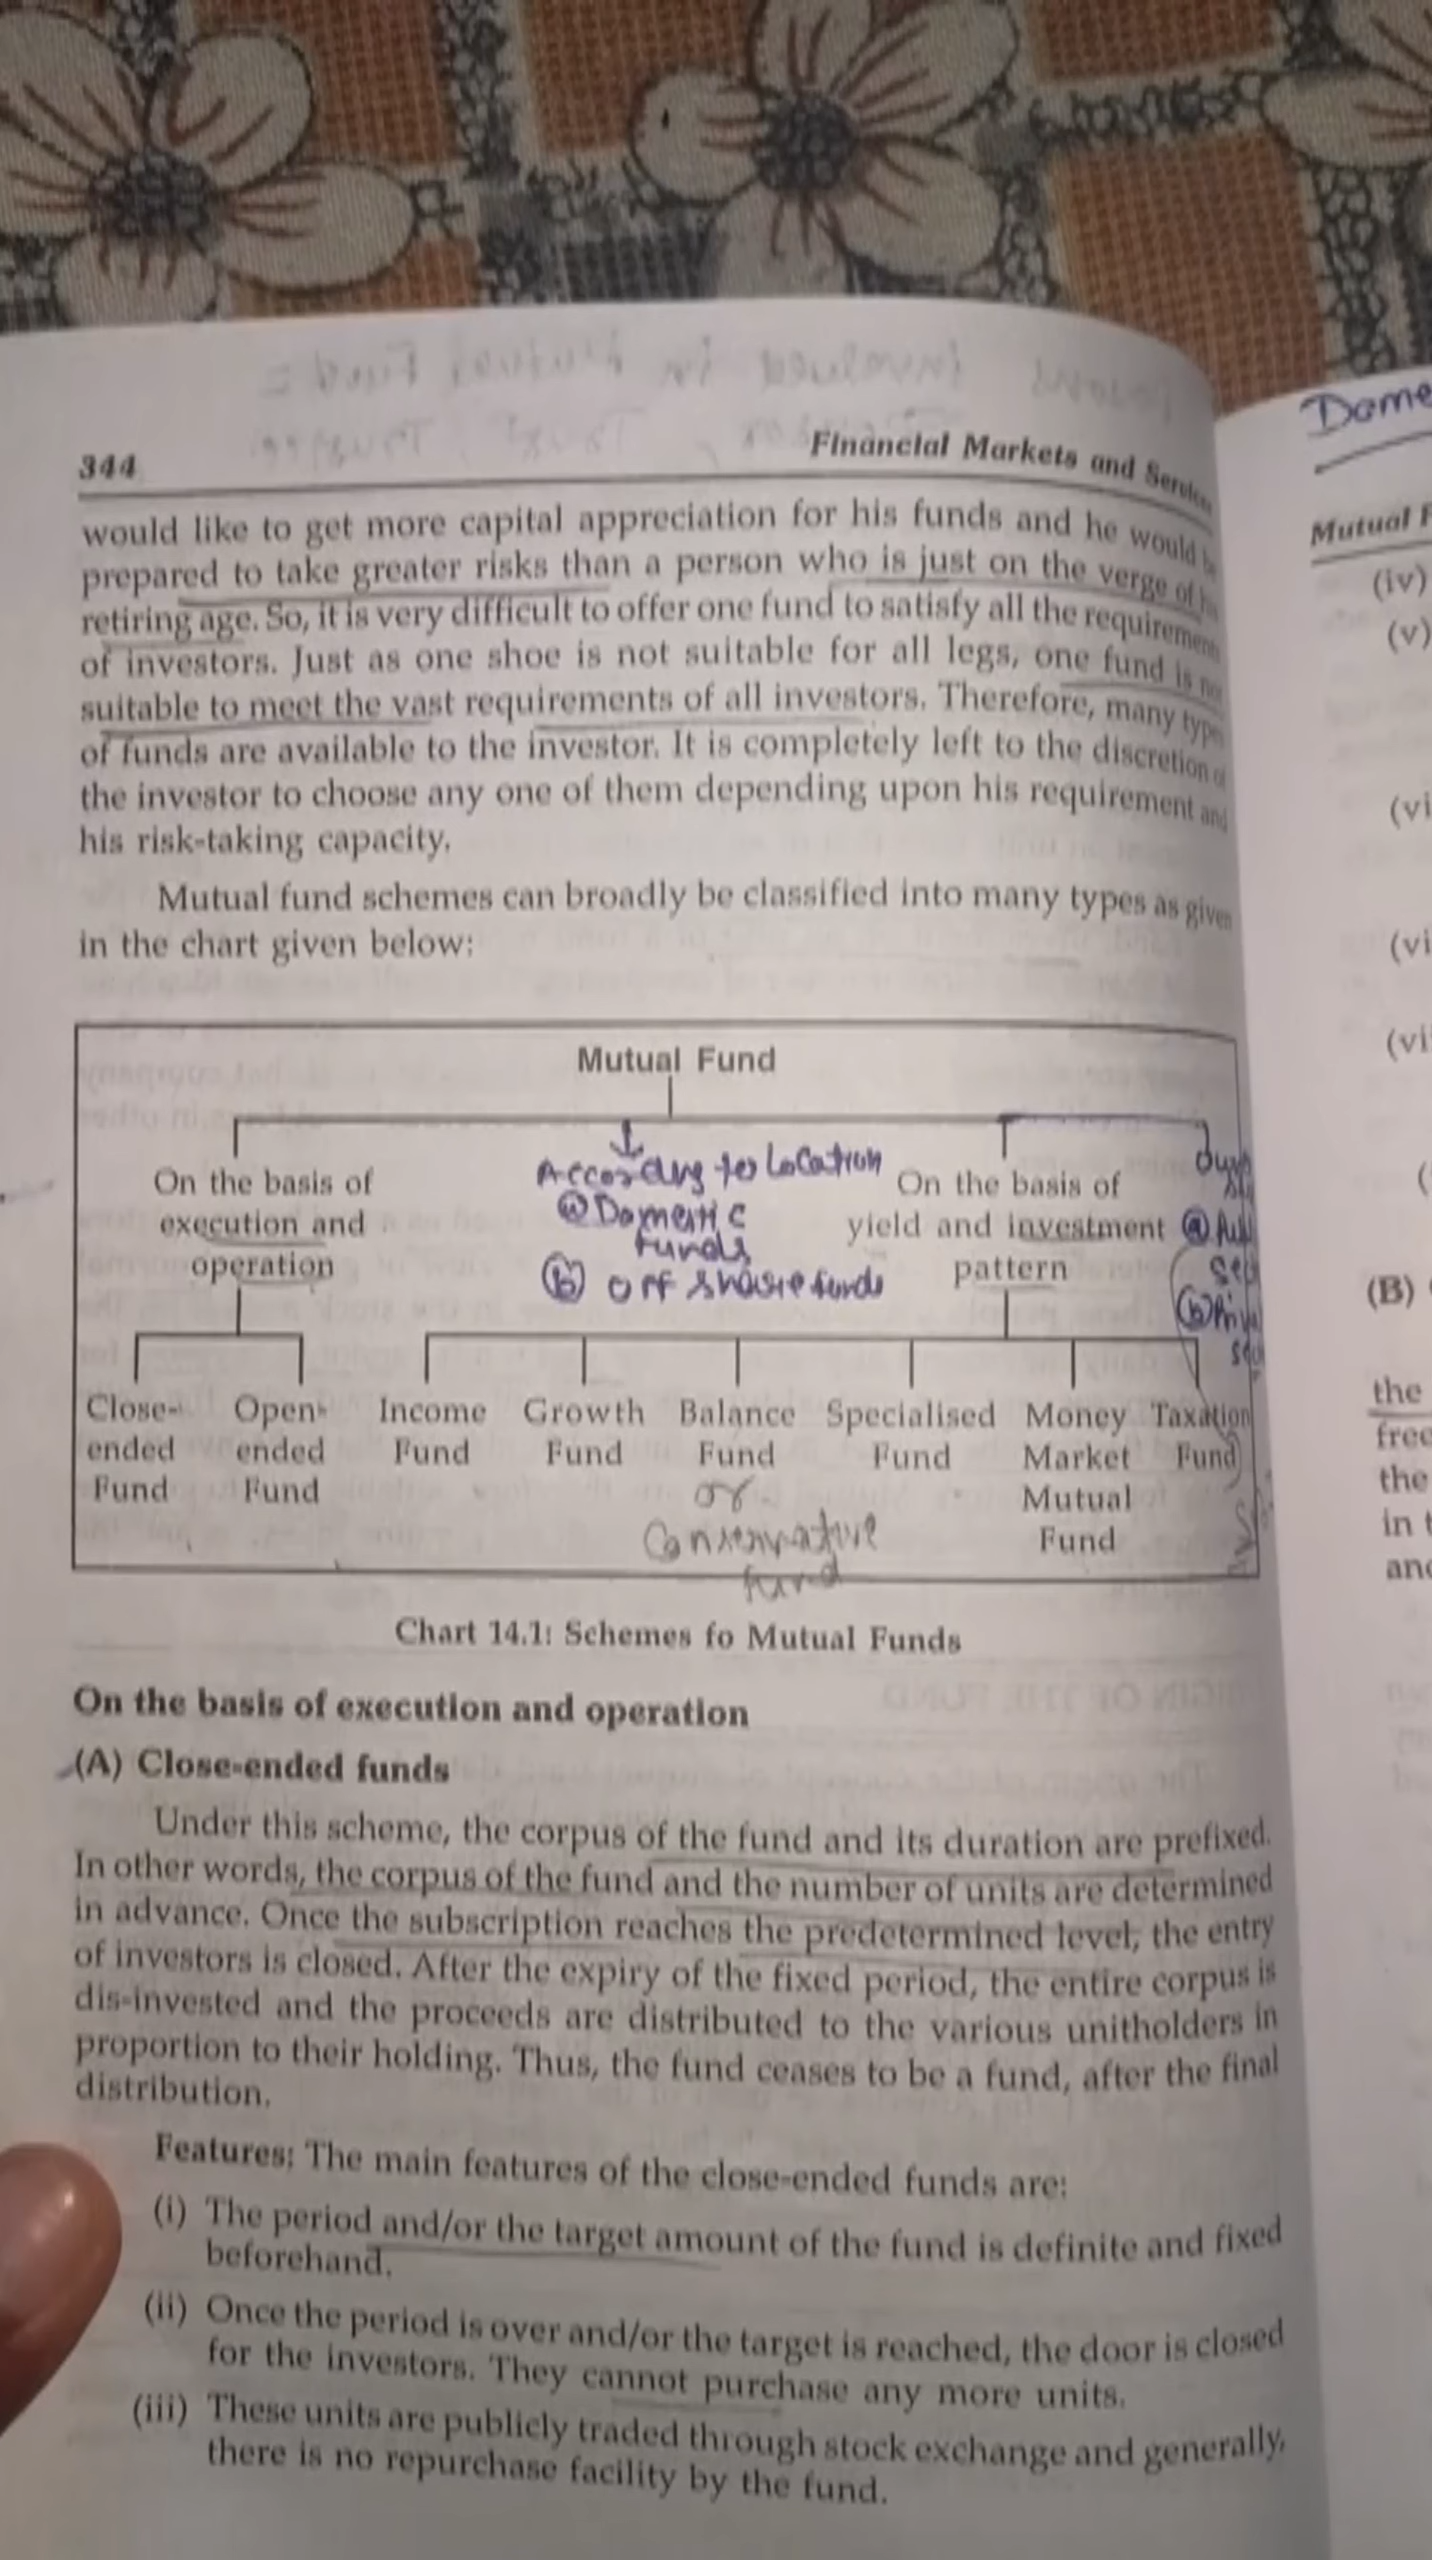 344
Financial Markets and Services
would like to get more capital appreciation for his funds and he would be
prepared to take greater risks than a person who is just on the verge of his
retiring age. So, it is very difficult to offer one fund to satisfy all the requirements
of investors. Just as one shoe is not suitable for all legs, one fund is not
suitable to meet the vast requirements of all investors. Therefore, many types
of funds are available to the investor. It is completely left to the discretion of
the investor to choose any one of them depending upon his requirement and
his risk-taking capacity.
Mutual fund schemes can broadly be classified into many types as given
in the chart given below:
Mutual Fund
On the basis of
execution and
operation
According to Location
(a) Domestic
funds
(b) off shore funds
On the basis of
yield and investment
pattern
(a)
(b)
Close-
ended
Fund
Open-
ended
Fund
Income
Fund
Growth
Fund
Balance
Fund
or
Conservative
fund
Specialised
Fund
Money
Market
Mutual
Fund
Taxation
Fund
Chart 14.1: Schemes fo Mutual Funds
On the basis of execution and operation
(A) Close-ended funds
Under this scheme, the corpus of the fund and its duration are prefixed.
In other words, the corpus of the fund and the number of units are determined
in advance. Once the subscription reaches the predetermined level, the entry
of investors is closed. After the expiry of the fixed period, the entire corpus is
dis-invested and the proceeds are distributed to the various unitholders in
proportion to their holding. Thus, the fund ceases to be a fund, after the final
distribution.
Features: The main features of the close-ended funds are:
(i) The period and/or the target amount of the fund is definite and fixed
beforehand.
(ii) Once the period is over and/or the target is reached, the door is closed
for the investors. They cannot purchase any more units.
(iii) These units are publicly traded through stock exchange and generally,
there is no repurchase facility by the fund.
Dome
Mutual F
(iv)
(v)
(vi
(vi
(vi
(
(B)
the
free
the
in t
and